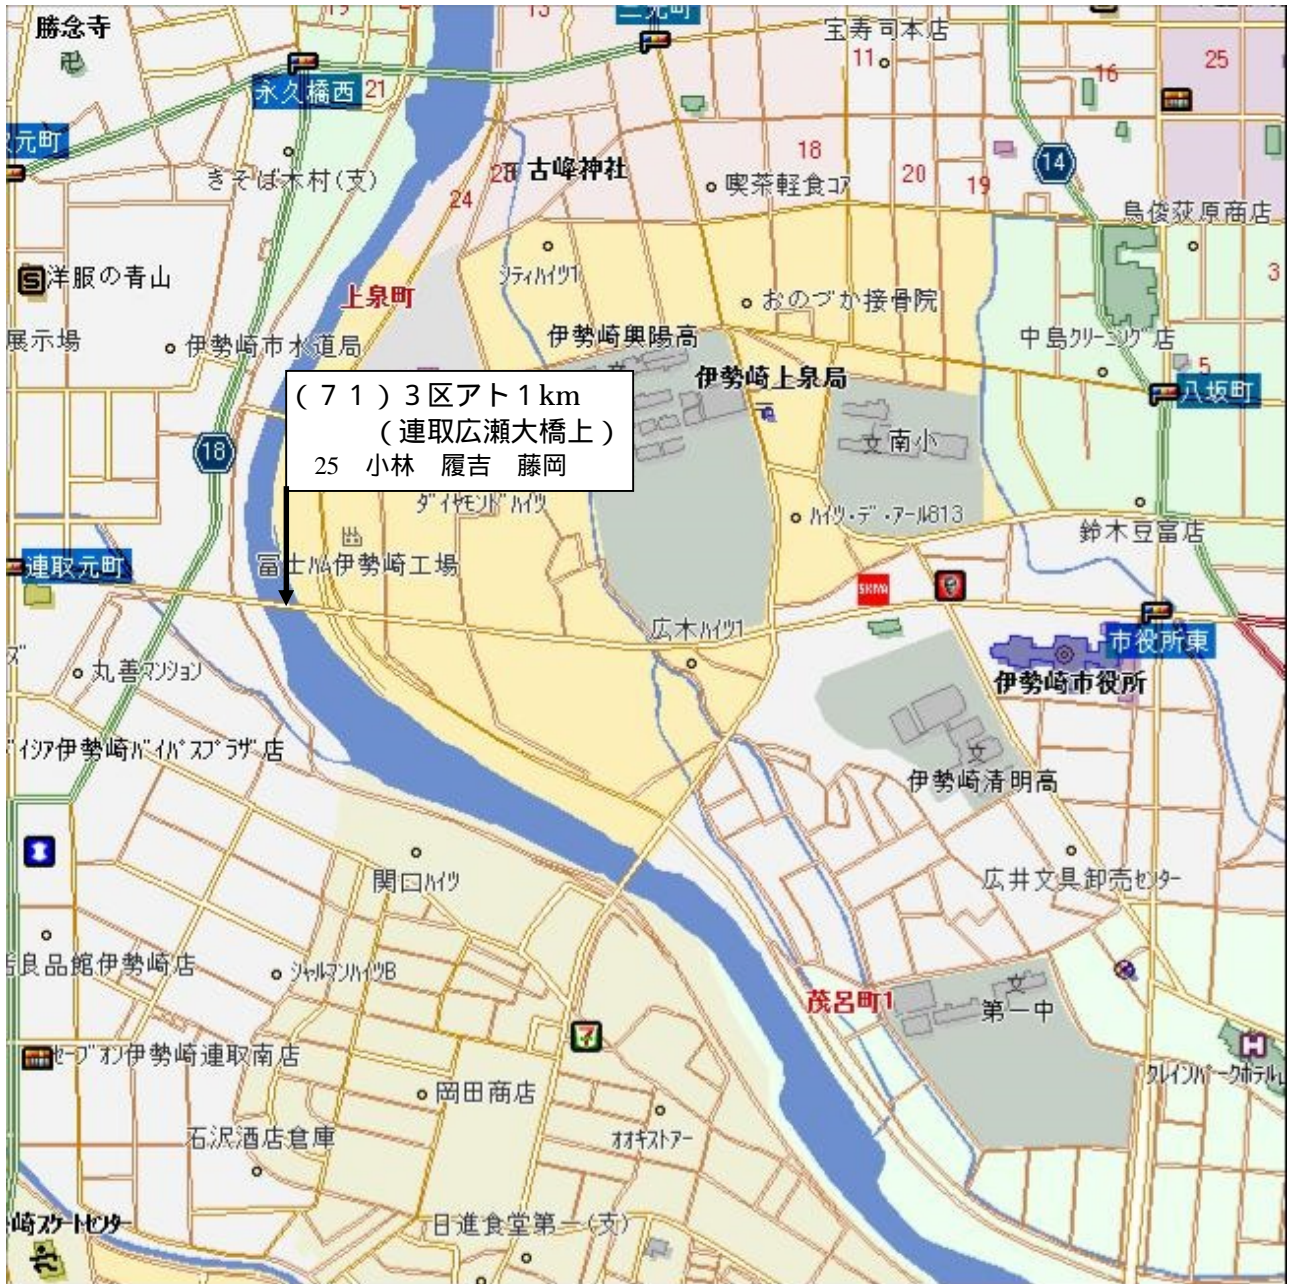 勝念寺
永久橋西
21
元町
きそば木村(支)
洋服の青山
展示場
伊勢崎市水道局
上泉町
24
23
古峰神社
13
宝寿司本店
11
16
25
18
20
19
14
喫茶軽食コア
鳥俊荻原商店
3
シティハイツ1
おのづか接骨院
伊勢崎興陽高
中島クリーニング店
5
伊勢崎上泉局
八坂町
(71)3区アト1km
(連取広瀬大橋上)
25 小林 履吉 藤岡
18
文南小
ダイヤモンドハイツ
ハイツ・デ・アール813
鈴木豆富店
連取元町
冨士ハム伊勢崎工場
広木ハイツ1
市役所東
丸善マンション
伊勢崎市役所
イシア伊勢崎バイパスプラザ店
文
伊勢崎清明高
関口ハイツ
広井文具卸売センター
良品館伊勢崎店
シャルマンハイツB
茂呂町1
文
第一中
7
H
セーブオン伊勢崎連取南店
クレインパークホテル
岡田商店
石沢酒店倉庫
オオキストアー
崎スケートセンター
日進食堂第一(支)